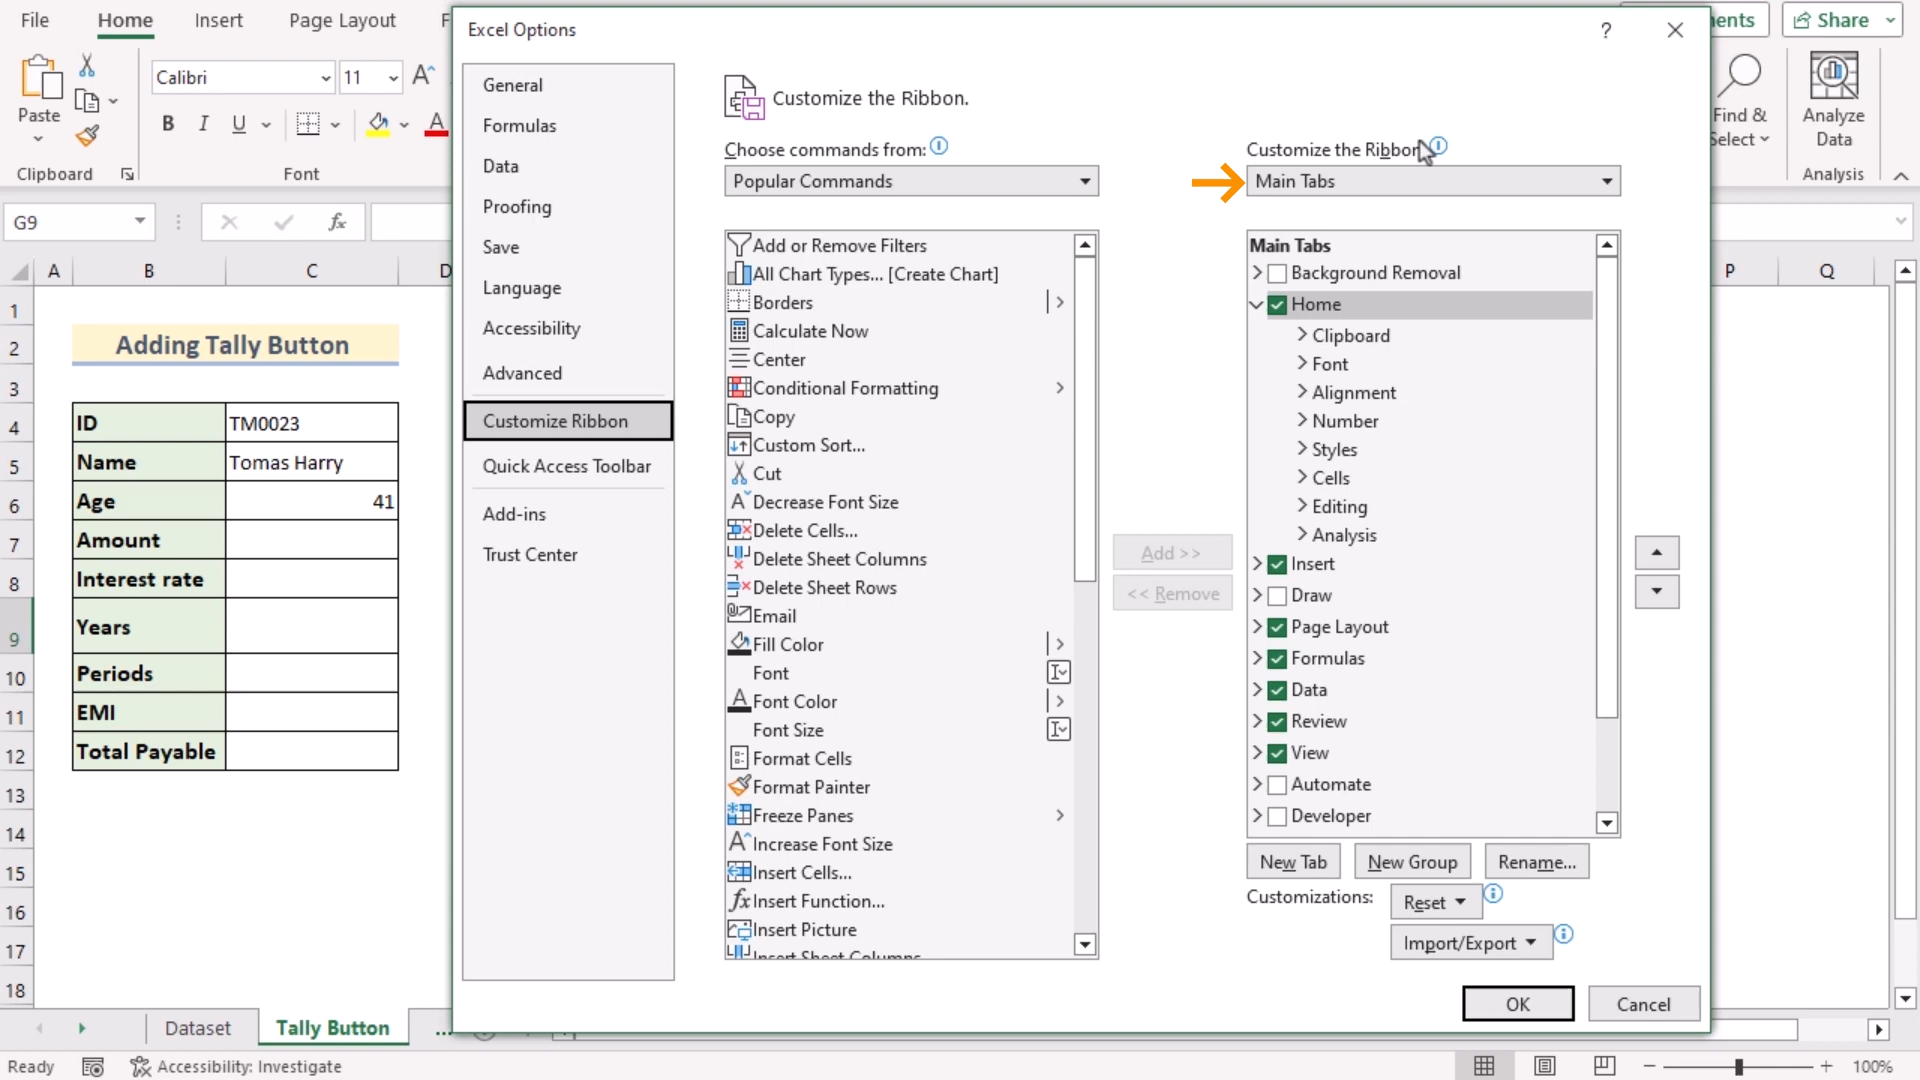 File
Home
Insert
Page Layout
F
Excel Options
?
ents
Share
General
Formulas
Data
Proofing
Save
Language
Accessibility
Advanced
Customize Ribbon
Quick Access Toolbar
Add-ins
Trust Center
Paste
Clipboard
Calibri
11
A
B I U
A
Font
Find &
Select
Analyze
Data
Analysis
G9
fx
A B C D
P Q
1
2 Adding Tally Button
3
4 ID TM0023
5 Name Tomas Harry
6 Age 41
7 Amount
8 Interest rate
9 Years
10 Periods
11 EMI
12 Total Payable
13
14
15
16
17
18
Customize the Ribbon.
Choose commands from:
Popular Commands
Add or Remove Filters
All Chart Types... [Create Chart]
Borders
Calculate Now
Center
Conditional Formatting
Copy
Custom Sort...
Cut
Decrease Font Size
Delete Cells...
Delete Sheet Columns
Delete Sheet Rows
Email
Fill Color
Font
Font Color
Font Size
Format Cells
Format Painter
Freeze Panes
Increase Font Size
Insert Cells...
Insert Function...
Insert Picture
Insert Sheet Columns
Add >>
<< Remove
Customize the Ribbon
Main Tabs
Main Tabs
Background Removal
Home
Clipboard
Font
Alignment
Number
Styles
Cells
Editing
Analysis
Insert
Draw
Page Layout
Formulas
Data
Review
View
Automate
Developer
New Tab
New Group
Rename...
Customizations:
Reset
Import/Export
OK
Cancel
Dataset
Tally Button
...
Ready
Accessibility: Investigate
100%